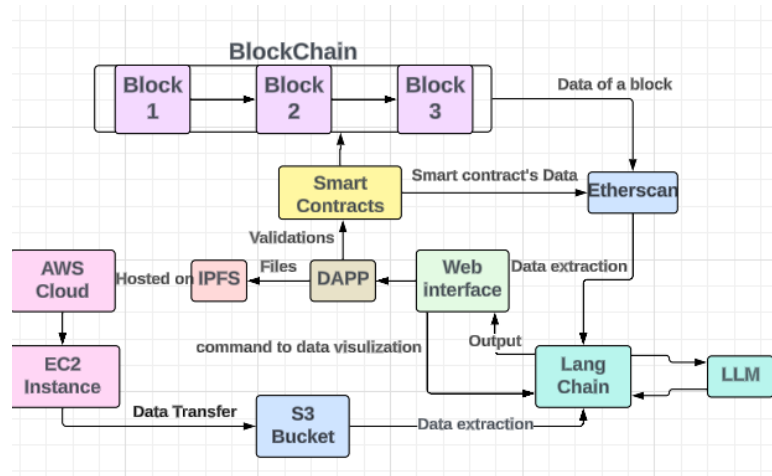 BlockChain
Block
1
Block
2
Block
3
Data of a block
Smart
Contracts
Smart contract's Data
Etherscan
Validations
AWS
Cloud
Hosted on
IPFS
Files
DAPP
Web
interface
Data extraction
command to data visulization
Output
EC2
Instance
Lang
Chain
LLM
Data Transfer
S3
Bucket
Data extraction